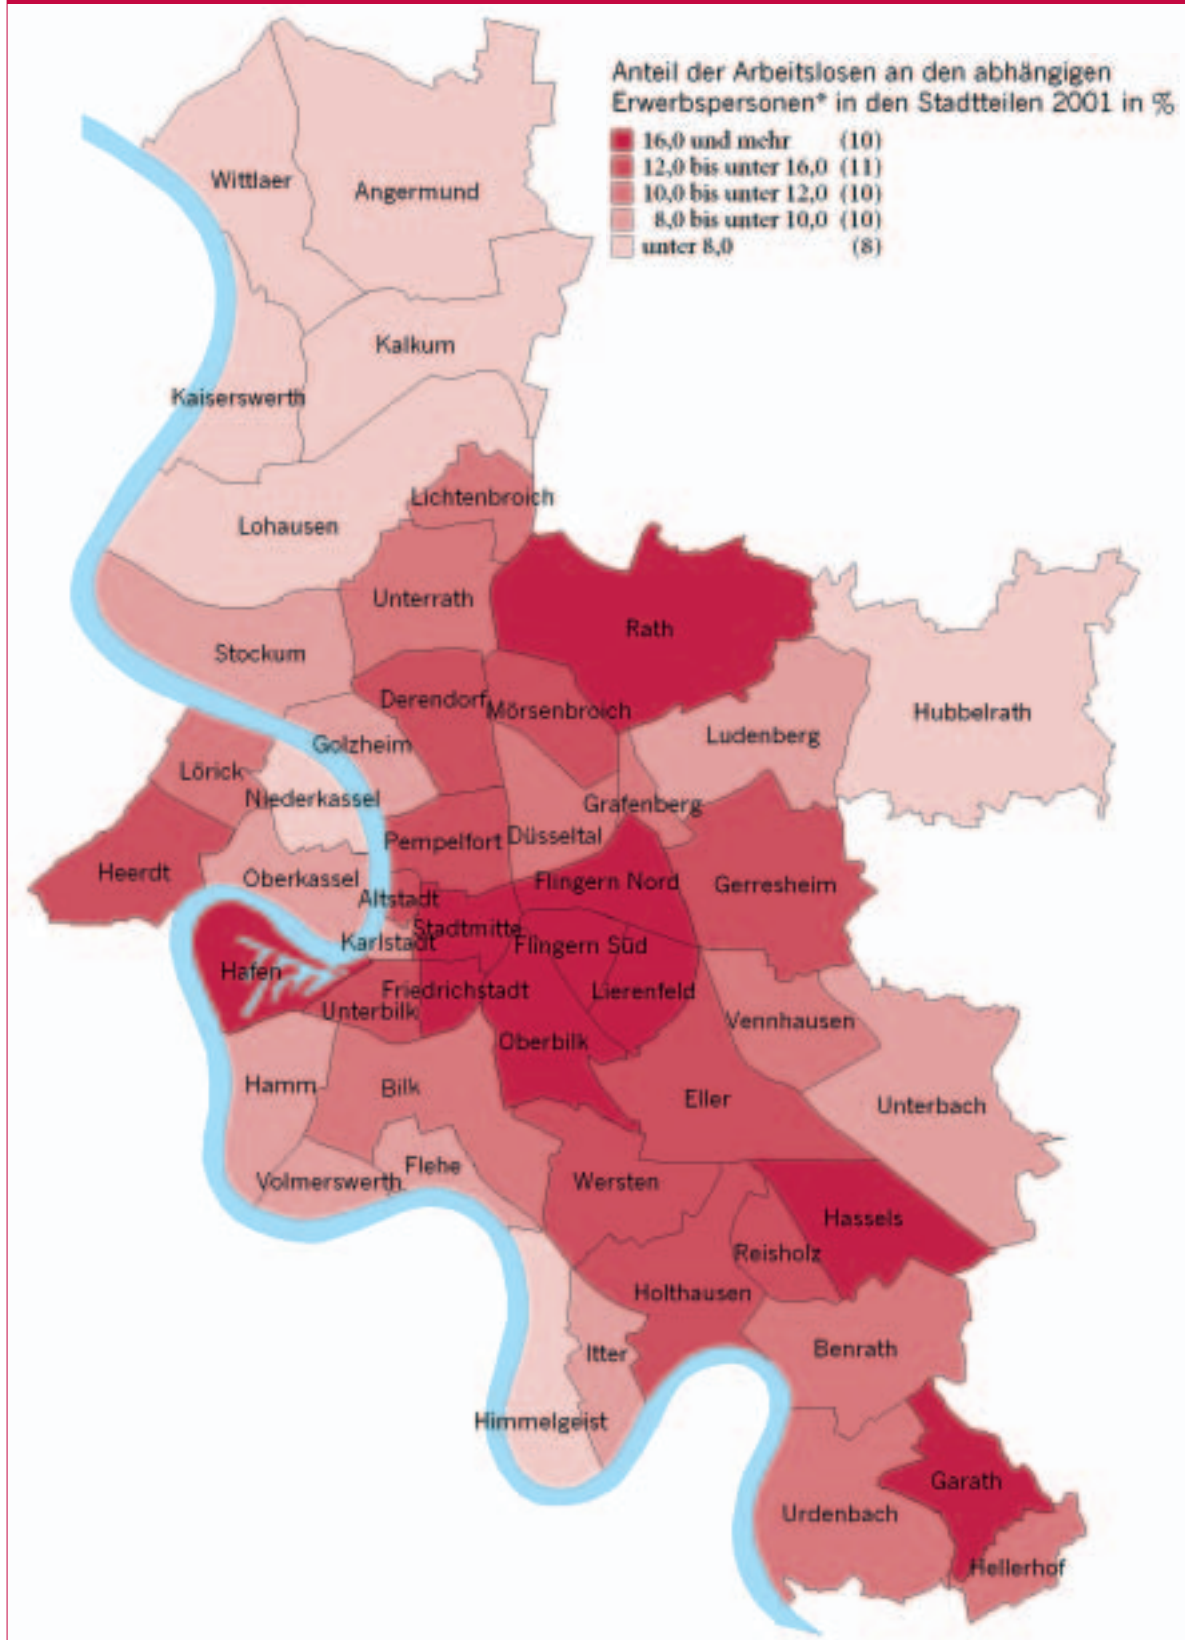 Anteil der Arbeitslosen an den abhängigen
Erwerbspersonen* in den Stadtteilen 2001 in %
16,0 und mehr (10)
12,0 bis unter 16,0 (11)
10,0 bis unter 12,0 (10)
8,0 bis unter 10,0 (10)
unter 8,0 (8)
Wittlaer
Angermund
Kalkum
Kaiserswerth
Lichtenbroich
Lohausen
Unterrath
Rath
Stockum
Derendorf
Mörsenbroich
Hubbelrath
Ludenberg
Golzheim
Lörick
Niederkassel
Grafenberg
Düsseltal
Pempelfort
Heerdt
Oberkassel
Flingern Nord
Gerresheim
Altstadt
Stadtmitte
Karlstadt
Flingern Süd
Hafen
Friedrichstadt
Lierenfeld
Unterbilk
Vennhausen
Oberbilk
Hamm
Bilk
Eller
Unterbach
Flehe
Volmerswerth
Wersten
Hassels
Reisholz
Holthausen
Itter
Benrath
Himmelgeist
Garath
Urdenbach
Hellerhof